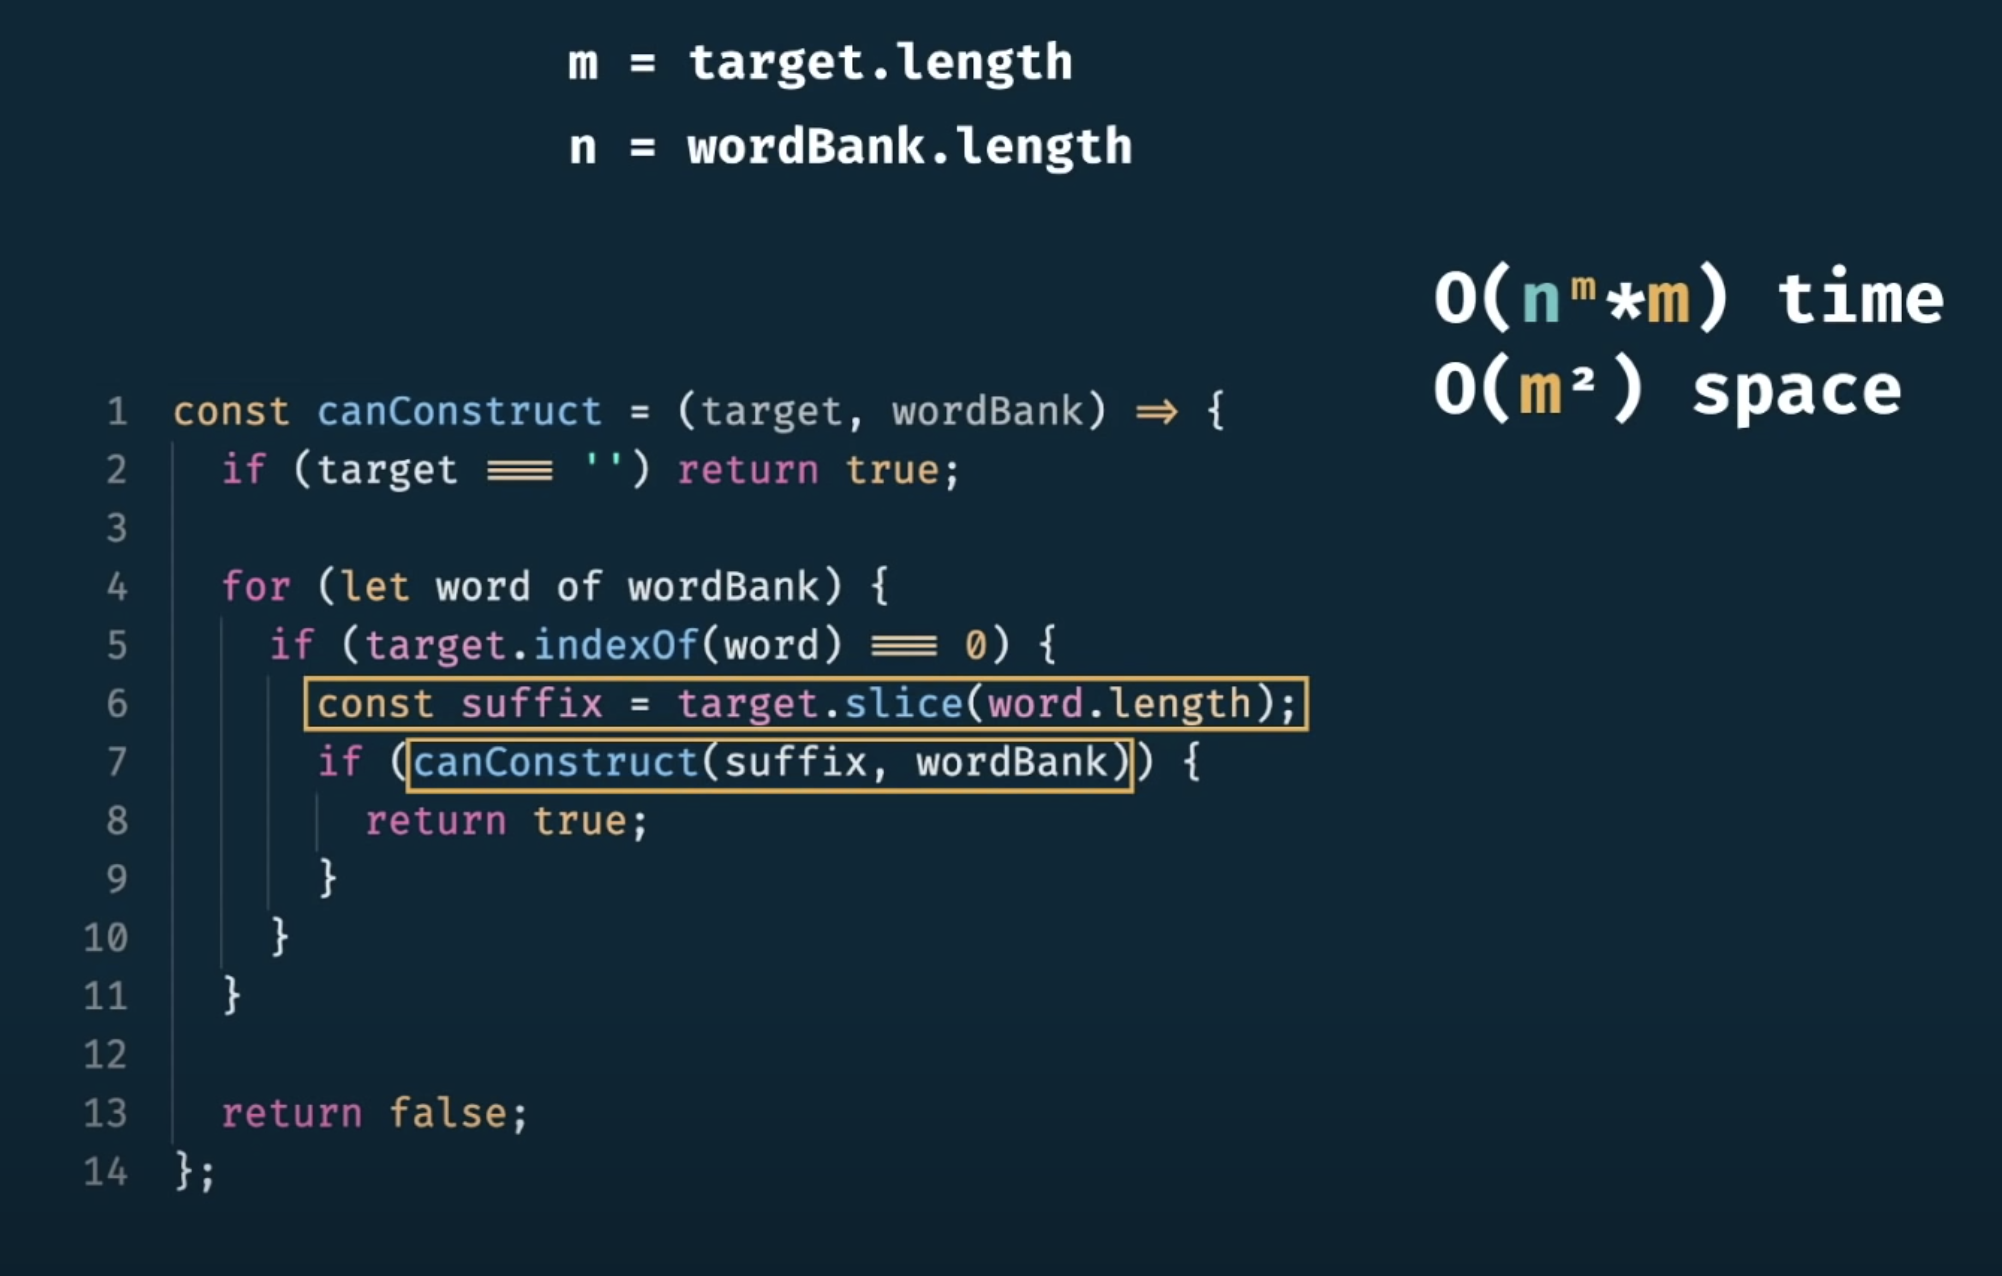 m = target.length
n = wordBank.length
O(nᵐ*m) time
O(m²) space
1 const canConstruct = (target, wordBank) => {
2 if (target === '') return true;
3
4 for (let word of wordBank) {
5 if (target.indexOf(word) === 0) {
6 const suffix = target.slice(word.length);
7 if (canConstruct(suffix, wordBank)) {
8 return true;
9 }
10 }
11 }
12
13 return false;
14 };